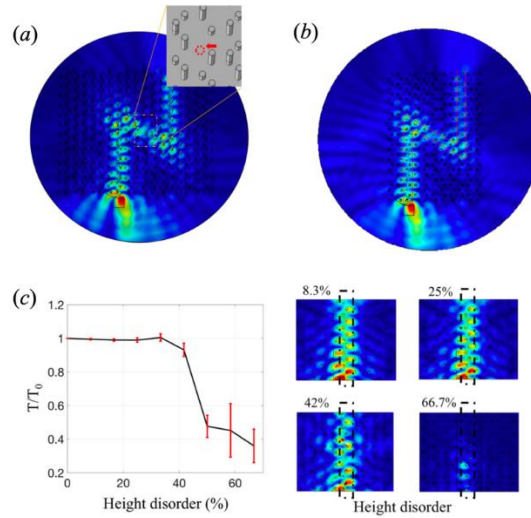 (a)
(b)
(c)
1.2
1
0.8
0.6
0.4
0.2
T/T0
0
20
40
60
Height disorder (%)
8.3%
25%
42%
66.7%
Height disorder